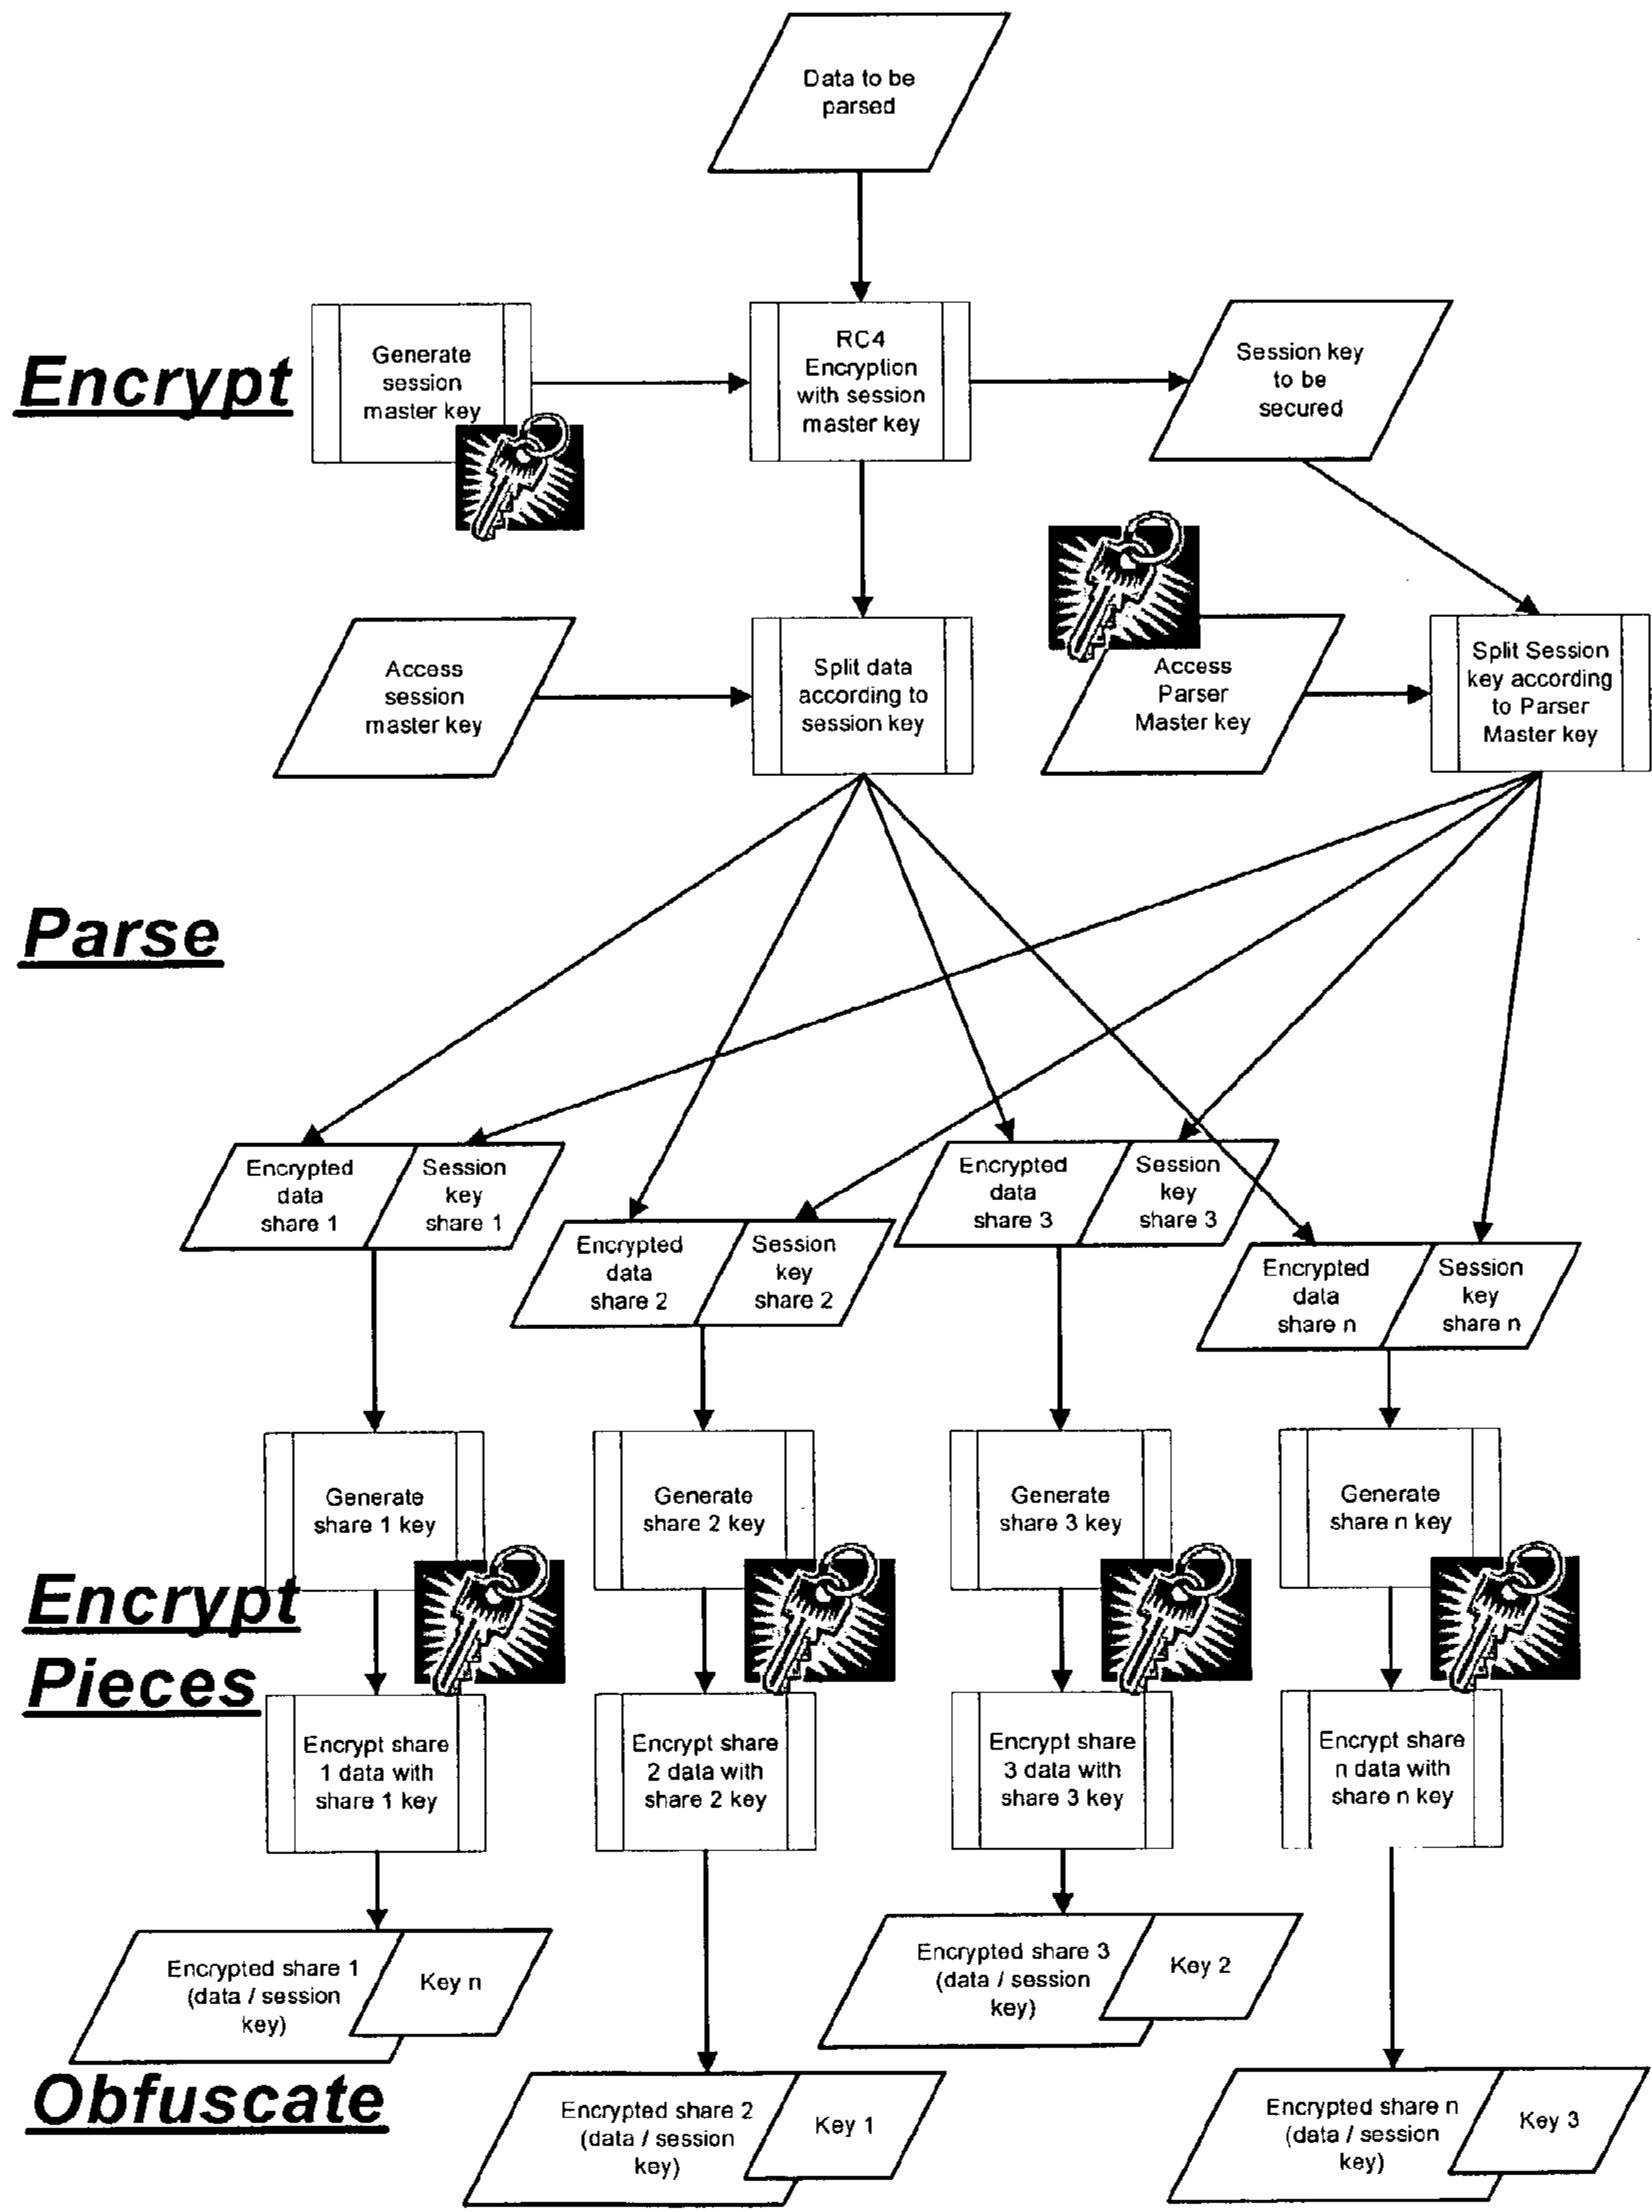 Data to be
parsed
Encrypt
Generate
session
master key
RC4
Encryption
with session
master key
Session key
to be
secured
Access
session
master key
Split data
according to
session key
Access
Parser
Master key
Split Session
key according
to Parser
Master key
Parse
Encrypted
data
share 1
Session
key
share 1
Encrypted
data
share 2
Session
key
share 2
Encrypted
data
share 3
Session
key
share 3
Encrypted
data
share n
Session
key
share n
Generate
share 1 key
Generate
share 2 key
Generate
share 3 key
Generate
share n key
Encrypt
Pieces
Encrypt share
1 data with
share 1 key
Encrypt share
2 data with
share 2 key
Encrypt share
3 data with
share 3 key
Encrypt share
n data with
share n key
Encrypted share 1
(data / session
key)
Key n
Encrypted share 3
(data / session
key)
Key 2
Obfuscate
Encrypted share 2
(data / session
key)
Key 1
Encrypted share n
(data / session
key)
Key 3